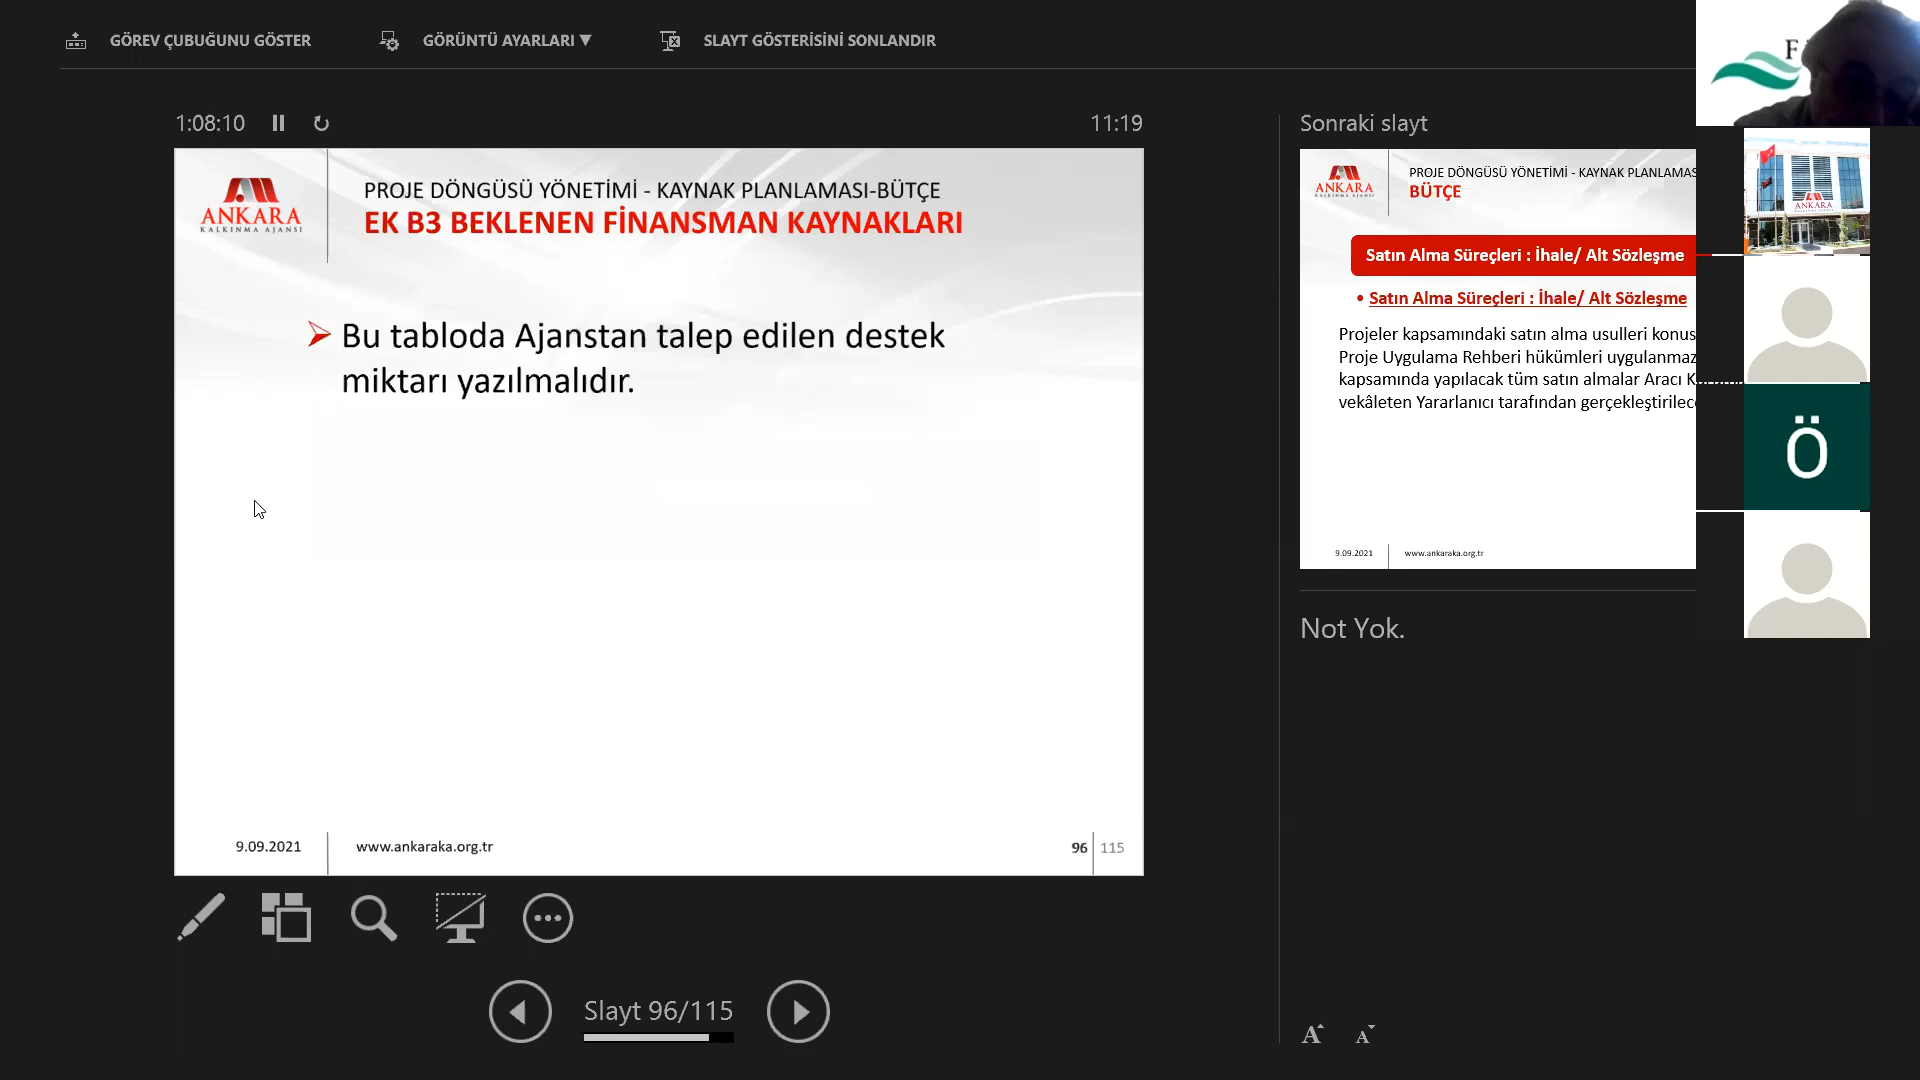 GÖREV ÇUBUĞUNU GÖSTER
GÖRÜNTÜ AYARLARI ▼
SLAYT GÖSTERİSİNİ SONLANDIR
1:08:10
11:19
ANKARA
KALKINMA AJANSI
PROJE DÖNGÜSÜ YÖNETİMİ - KAYNAK PLANLAMASI-BÜTÇE
EK B3 BEKLENEN FİNANSMAN KAYNAKLARI
➢ Bu tabloda Ajanstan talep edilen destek
miktarı yazılmalıdır.
9.09.2021
www.ankaraka.org.tr
96
115
Slayt 96/115
Sonraki slayt
ANKARA
KALKINMA AJANSI
PROJE DÖNGÜSÜ YÖNETİMİ - KAYNAK PLANLAMAS
BÜTÇE
Satın Alma Süreçleri : İhale/ Alt Sözleşme
• Satın Alma Süreçleri : İhale/ Alt Sözleşme
Projeler kapsamındaki satın alma usulleri konus
Proje Uygulama Rehberi hükümleri uygulanmaz
kapsamında yapılacak tüm satın almalar Aracı
vekâleten Yararlanıcı tarafından
9.09.2021
www.ankaraka.org.tr
Not Yok.
A
A
F
ANKARA
Ö